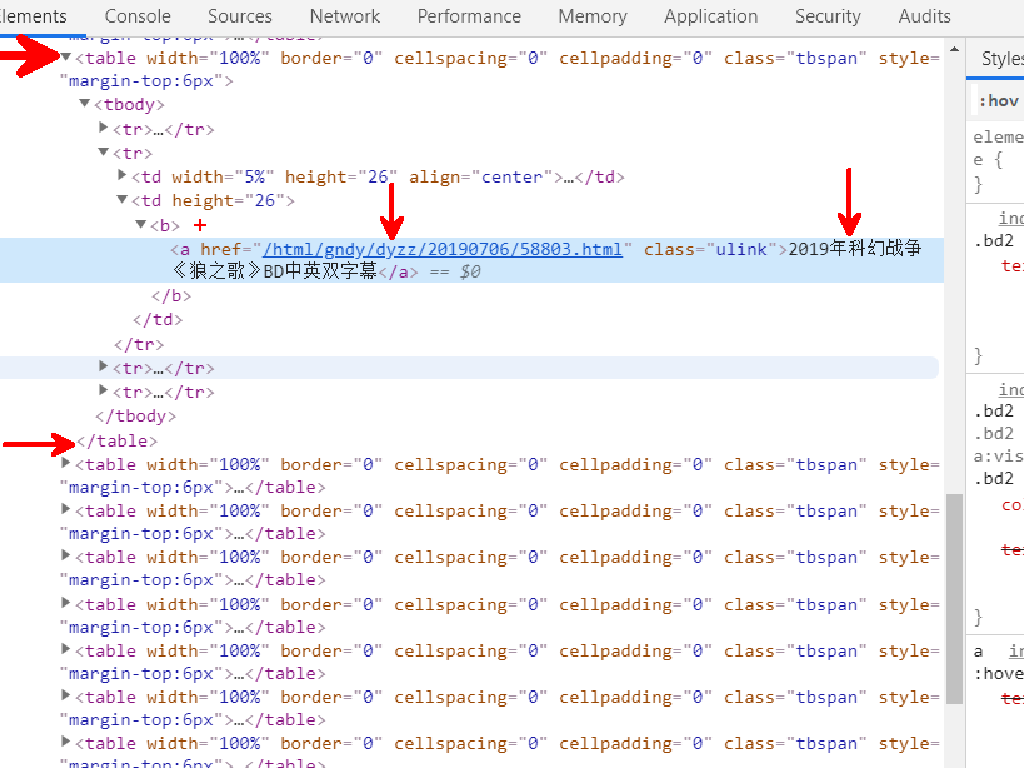 Elements Console Sources Network Performance Memory Application Security Audits
margin-top:6px">…</table>
▼<table width="100%" border="0" cellspacing="0" cellpadding="0" class="tbspan" style=
"margin-top:6px">
▼<tbody>
▶<tr>…</tr>
▼<tr>
▶<td width="5%" height="26" align="center">…</td>
▼<td height="26">
▼<b> +
<a href="/html/gndy/dyzz/20190706/58803.html" class="ulink">2019年科幻战争
《狼之歌》BD中英双字幕</a> == $0
</b>
</td>
</tr>
▶<tr>…</tr>
▶<tr>…</tr>
</tbody>
</table>
▶<table width="100%" border="0" cellspacing="0" cellpadding="0" class="tbspan" style=
"margin-top:6px">…</table>
▶<table width="100%" border="0" cellspacing="0" cellpadding="0" class="tbspan" style=
"margin-top:6px">…</table>
▶<table width="100%" border="0" cellspacing="0" cellpadding="0" class="tbspan" style=
"margin-top:6px">…</table>
▶<table width="100%" border="0" cellspacing="0" cellpadding="0" class="tbspan" style=
"margin-top:6px">…</table>
▶<table width="100%" border="0" cellspacing="0" cellpadding="0" class="tbspan" style=
"margin-top:6px">…</table>
▶<table width="100%" border="0" cellspacing="0" cellpadding="0" class="tbspan" style=
"margin-top:6px">…</table>
▶<table width="100%" border="0" cellspacing="0" cellpadding="0" class="tbspan" style=
"margin-top:6px">…</table>
Styles
:hov
eleme
e {
}
ind
.bd2
te
}
ind
.bd2
.bd2
a:vis
.bd2
co
te
}
a in
:hove
te